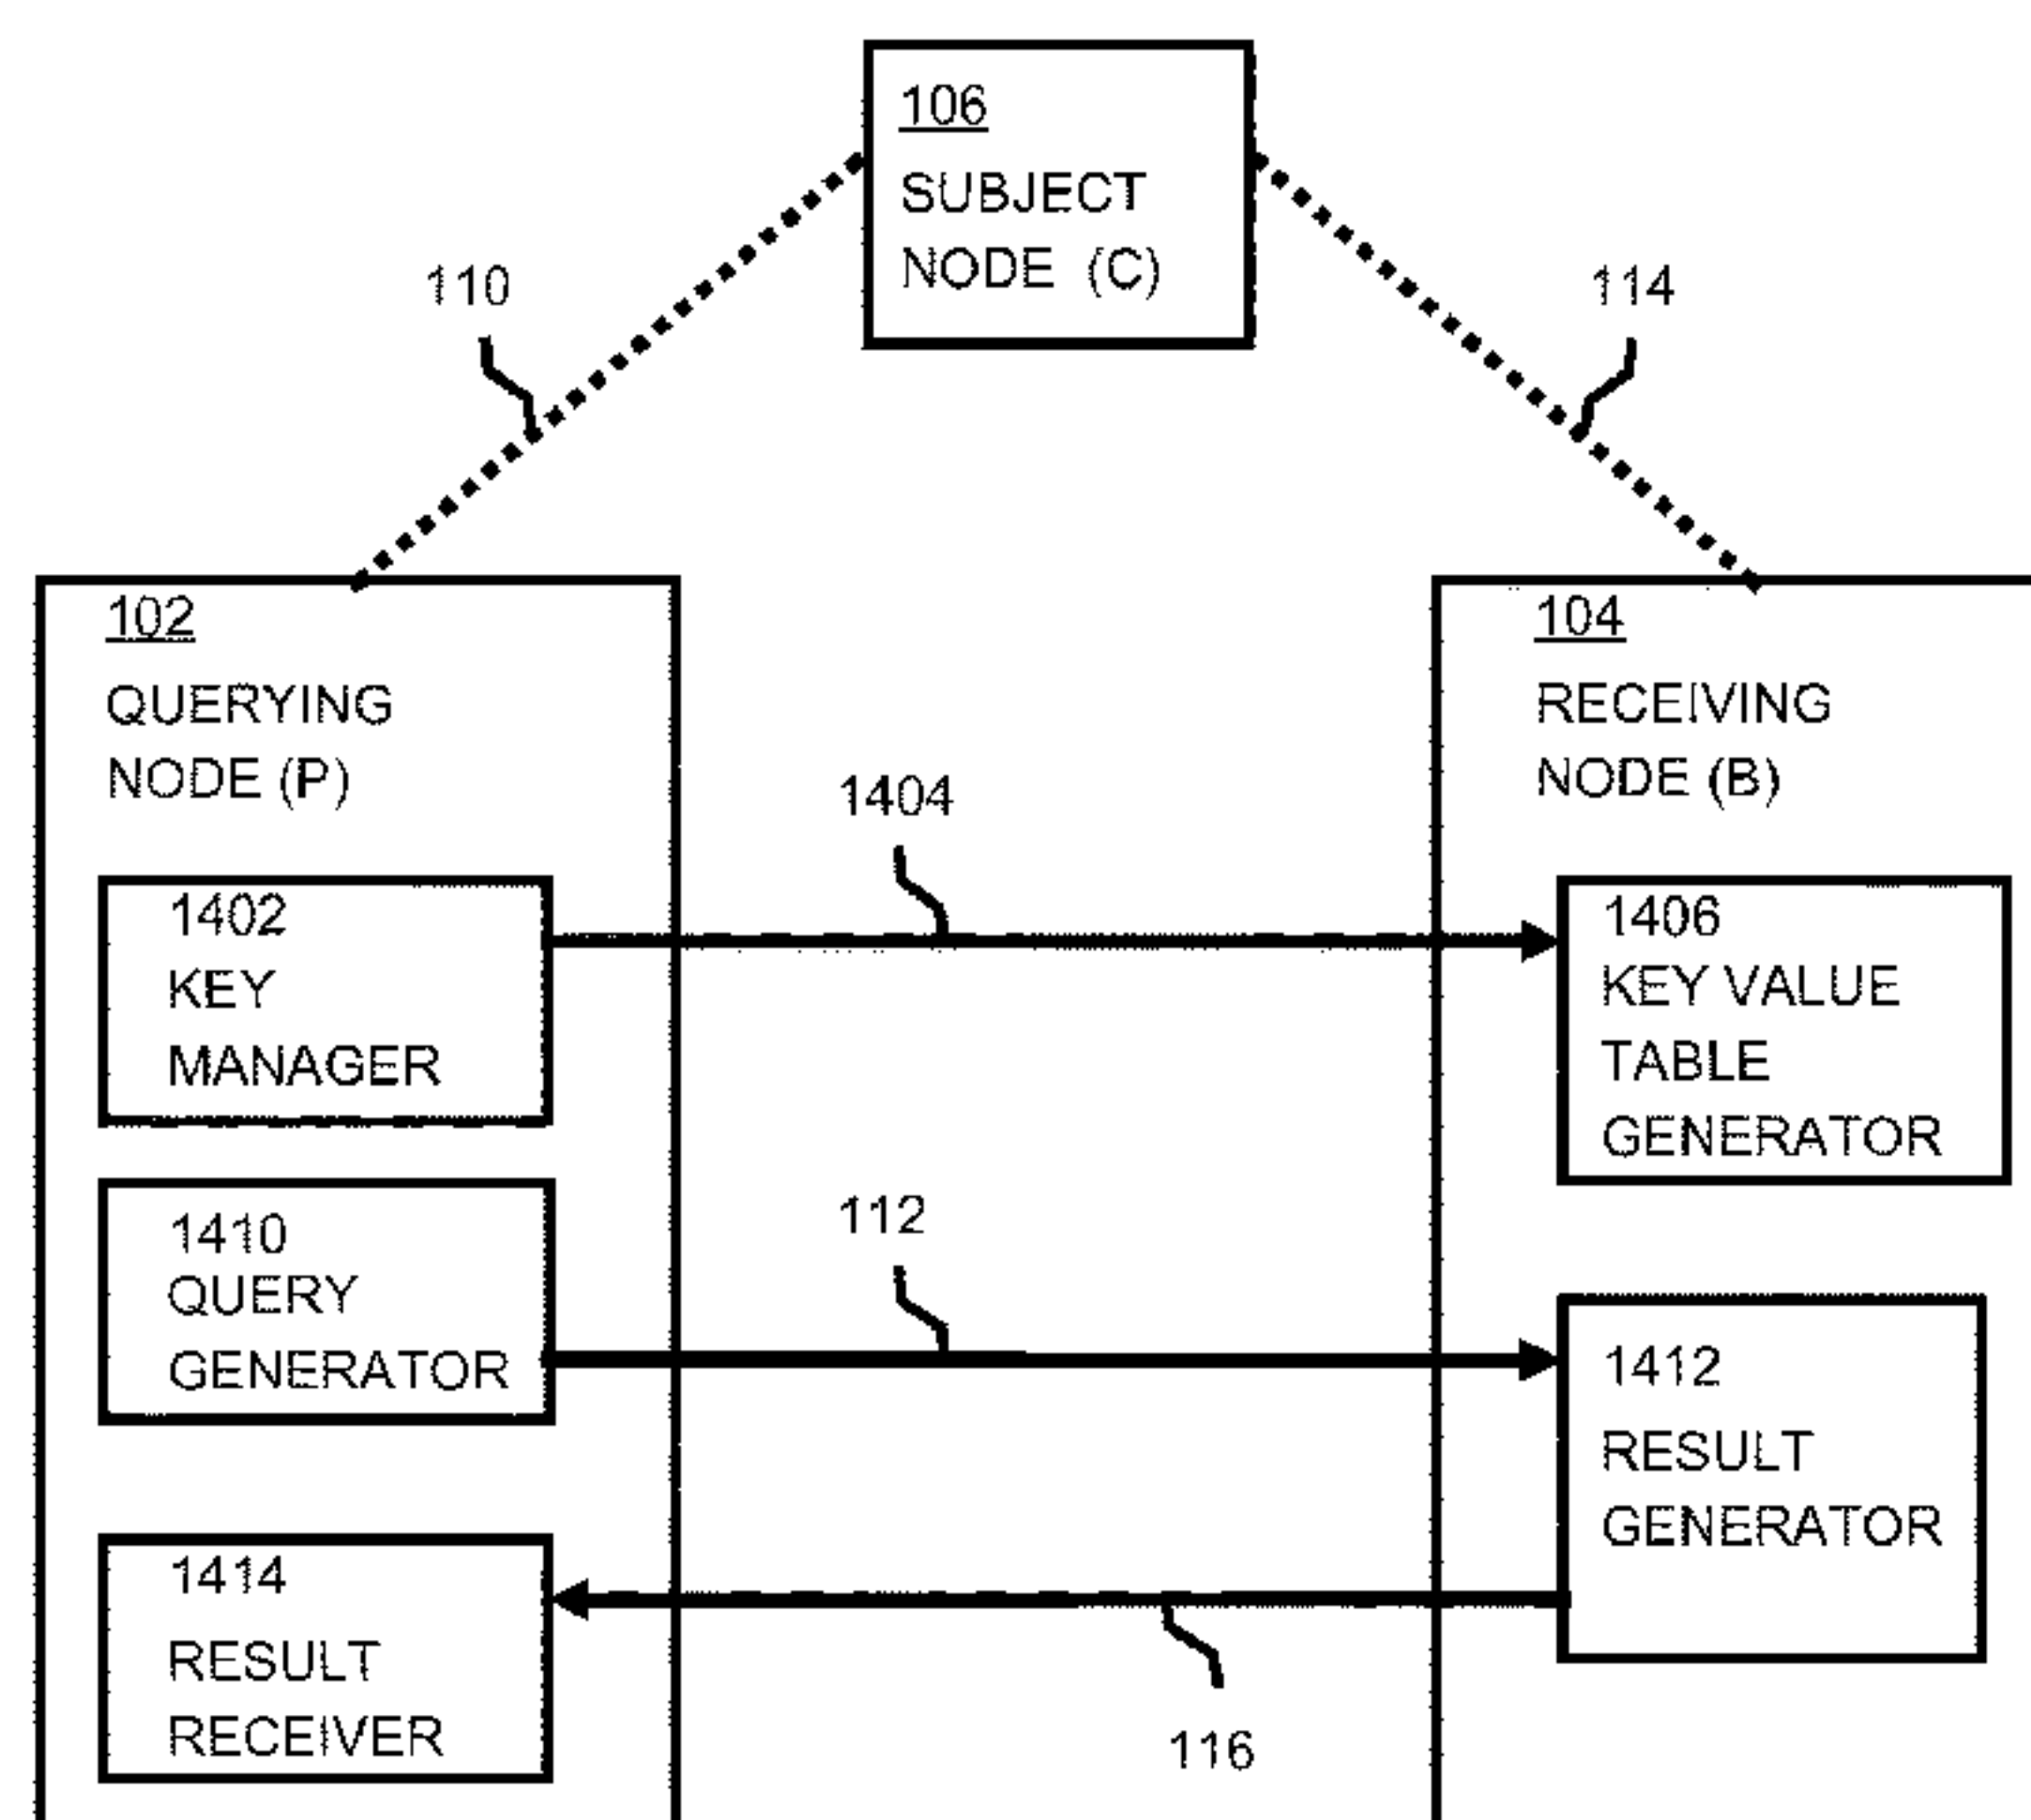 106
SUBJECT
NODE (C)
110
114
102
QUERYING
NODE (P)
104
RECEIVING
NODE (B)
1404
1402
KEY
MANAGER
1406
KEY VALUE
TABLE
GENERATOR
112
1410
QUERY
GENERATOR
1412
RESULT
GENERATOR
1414
RESULT
RECEIVER
116